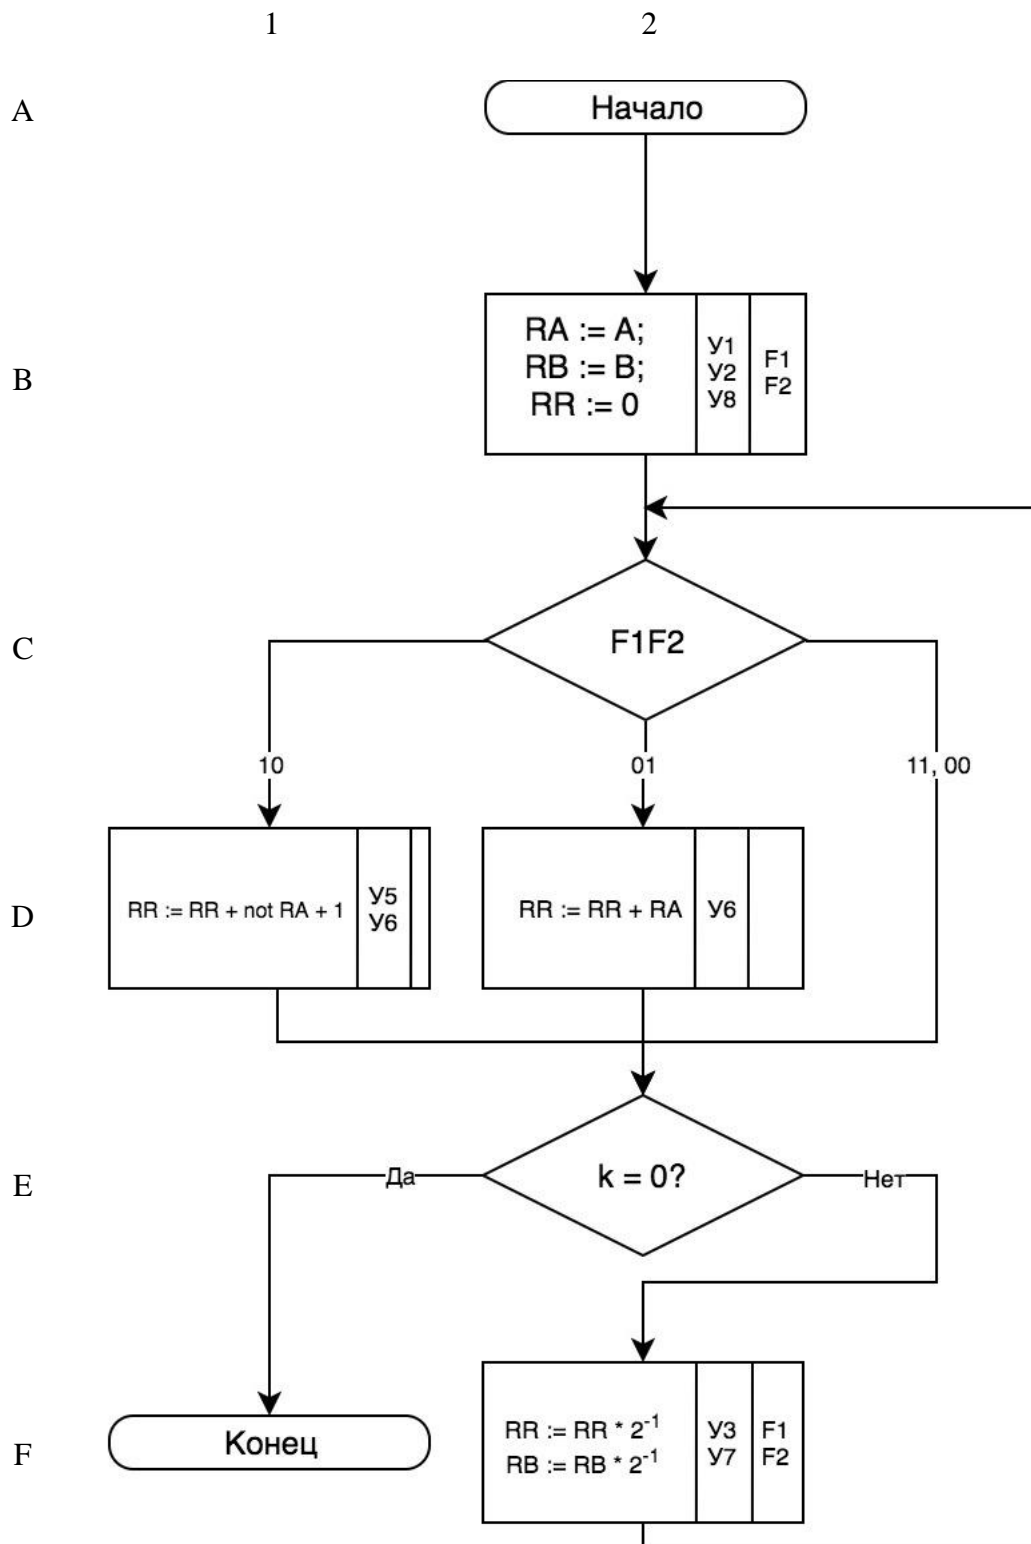 1 2
A
Начало
B
RA := A;
RB := B;
RR := 0
У1
У2
У8
F1
F2
C
F1F2
10
01
11, 00
D
RR := RR + not RA + 1
У5
У6
RR := RR + RA
У6
E
k = 0?
Да
Нет
F
Конец
RR := RR * 2⁻¹
RB := RB * 2⁻¹
У3
У7
F1
F2